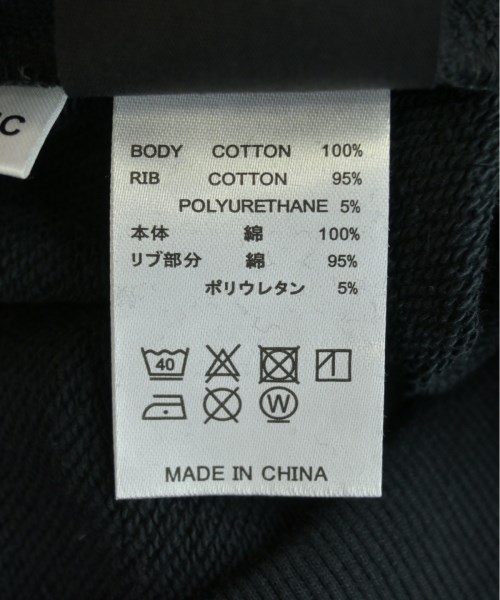 C
BODY COTTON 100%
RIB COTTON 95%
POLYURETHANE 5%
本体 綿 100%
リブ部分 綿 95%
ポリウレタン 5%
40
W
MADE IN CHINA